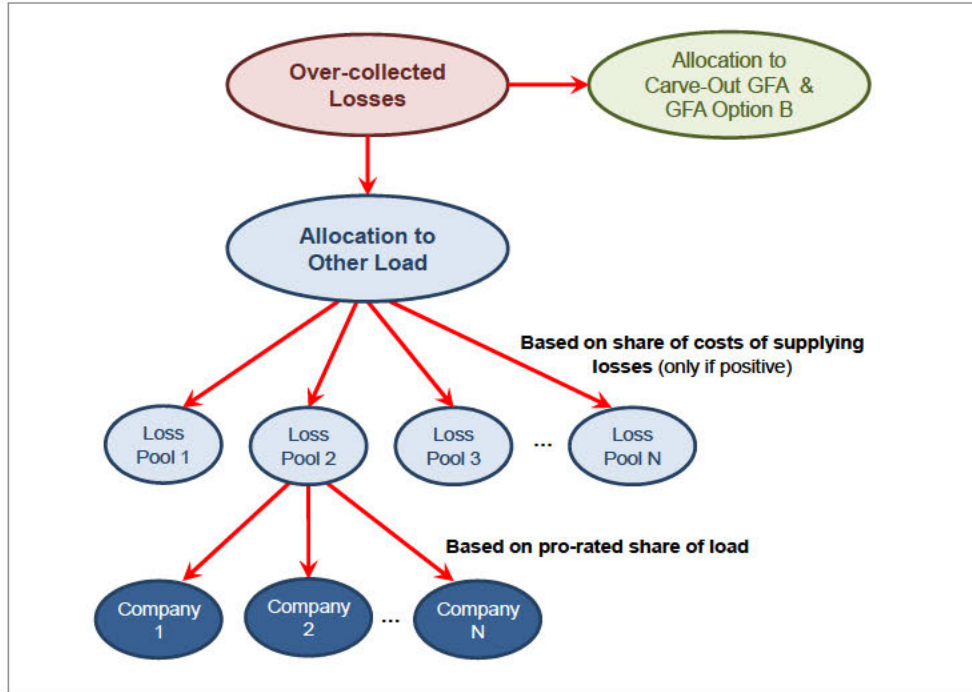 Over-collected
Losses
Allocation to
Carve-Out GFA &
GFA Option B
Allocation to
Other Load
Based on share of costs of supplying
losses (only if positive)
Loss
Pool 1
Loss
Pool 2
Loss
Pool 3
...
Loss
Pool N
Based on pro-rated share of load
Company
1
Company
2
...
Company
N